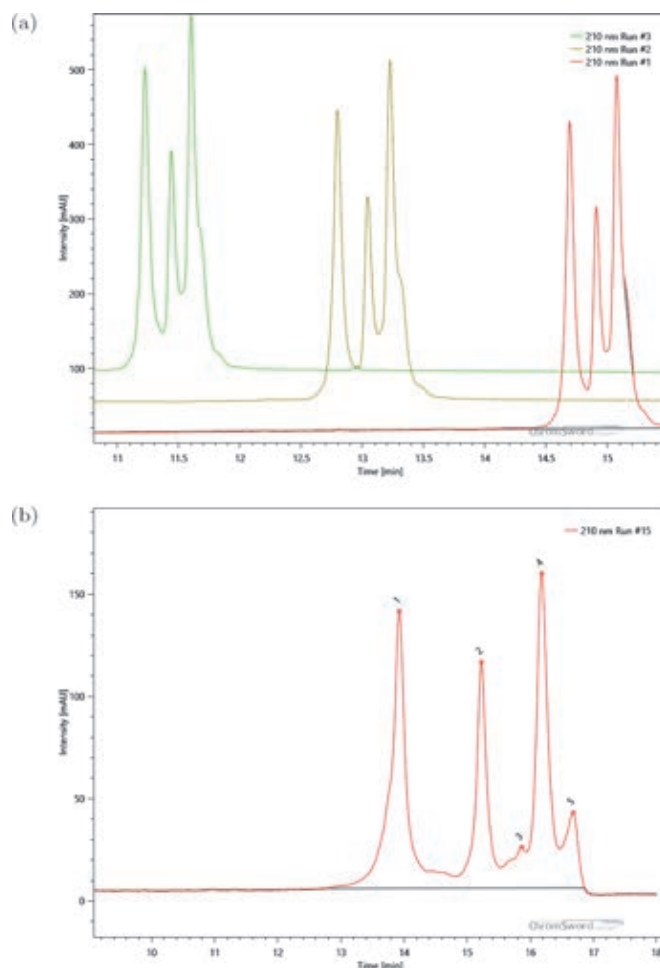 (a)
210 nm Run #3
210 nm Run #2
210 nm Run #1
500
400
300
200
100
Intensity [mAU]
11 11.5 12 12.5 13 13.5 14 14.5 15
Time [min]
ChromSword
(b)
210 nm Run #15
150
100
50
0
Intensity [mAU]
1 2 3 4 5
10 11 12 13 14 15 16 17 18
Time [min]
ChromSword